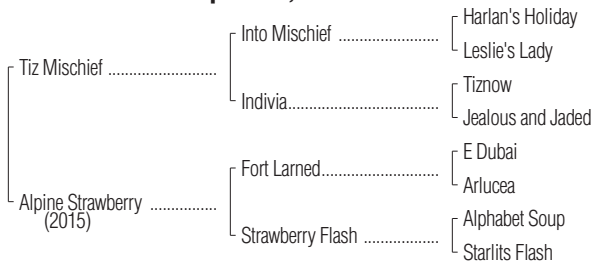 Harlan's Holiday
Into Mischief ....................
Leslie's Lady
Tiz Mischief ......................
Tiznow
Indivia..............................
Jealous and Jaded
E Dubai
Fort Larned.......................
Arlucea
Alpine Strawberry ..............
(2015)
Alphabet Soup
Strawberry Flash ...............
Starlits Flash